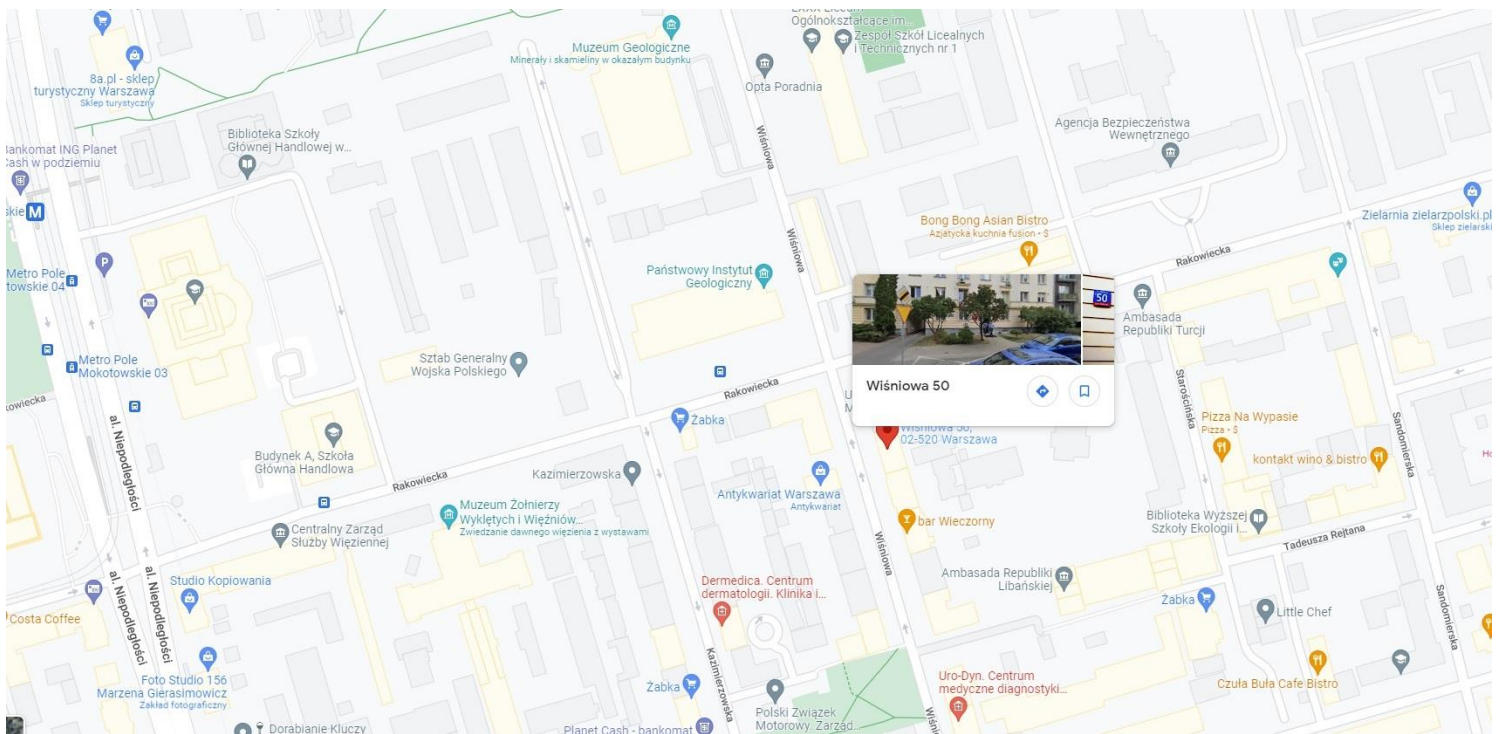 Ogólnokształcące im...
Zespół Szkół Licealnych
i Technicznych nr 1
Muzeum Geologiczne
Minerały i skamieliny w okazałym budynku
Opta Poradnia
8a.pl - sklep
turystyczny Warszawa
Sklep turystyczny
Biblioteka Szkoły
Głównej Handlowej w...
Agencja Bezpieczeństwa
Wewnętrznego
Bankomat ING Planet
Cash w podziemiu
Wiśniowa
skie M
Bong Bong Asian Bistro
Azjatycka kuchnia fusion · $
Zielarnia zielarzpolski.pl
Sklep zielarski
Wiśniowa
Rakowiecka
Metro Pole
Mokotowskie 04
P
Państwowy Instytut
Geologiczny
50
Ambasada
Republiki Turcji
Metro Pole
Mokotowskie 03
Sztab Generalny
Wojska Polskiego
Rakowiecka
Wiśniowa 50
Starościńska
Sandomierska
al. Niepodległości
Żabka
Wiśniowa 50,
02-520 Warszawa
Pizza Na Wypasie
Pizza · $
kontakt wino & bistro
Budynek A, Szkoła
Główna Handlowa
Rakowiecka
Kazimierzowska
Antykwariat Warszawa
Antykwariat
Muzeum Żołnierzy
Wyklętych i Więźniów...
Zwiedzanie dawnego więzienia z wystawami
bar Wieczorny
Biblioteka Wyższej
Szkoły Ekologii i...
Centralny Zarząd
Służby Więziennej
Wiśniowa
Tadeusza Rejtana
al. Niepodległości
al. Niepodległości
Studio Kopiowania
Dermedica. Centrum
dermatologii. Klinika i...
Ambasada Republiki
Libańskiej
Żabka
Little Chef
Sandomierska
Costa Coffee
Foto Studio 156
Marzena Gierasimowicz
Zakład fotograficzny
Kazimierzowska
Żabka
Uro-Dyn. Centrum
medyczne diagnostyki...
Czuła Buła Cafe Bistro
Polski Związek
Motorowy. Zarząd...
Dorabianie Kluczy
Planet Cash - bankomat